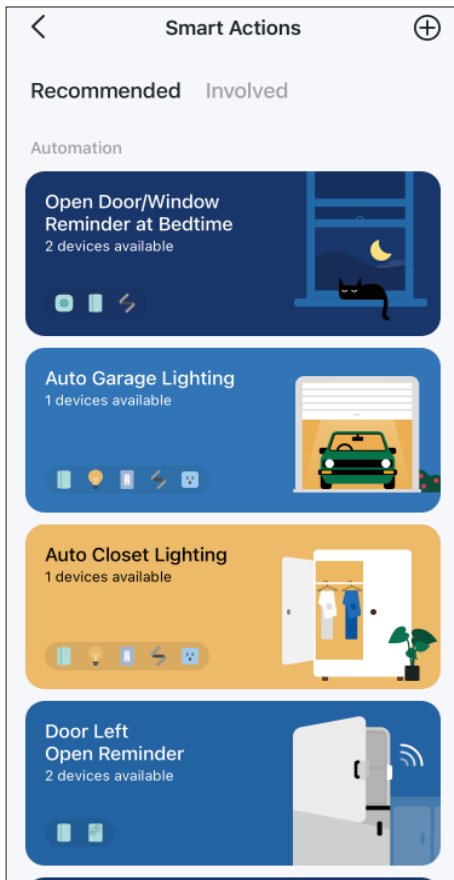 Smart Actions
Recommended Involved
Automation
Open Door/Window
Reminder at Bedtime
2 devices available
Auto Garage Lighting
1 devices available
Auto Closet Lighting
1 devices available
Door Left
Open Reminder
2 devices available